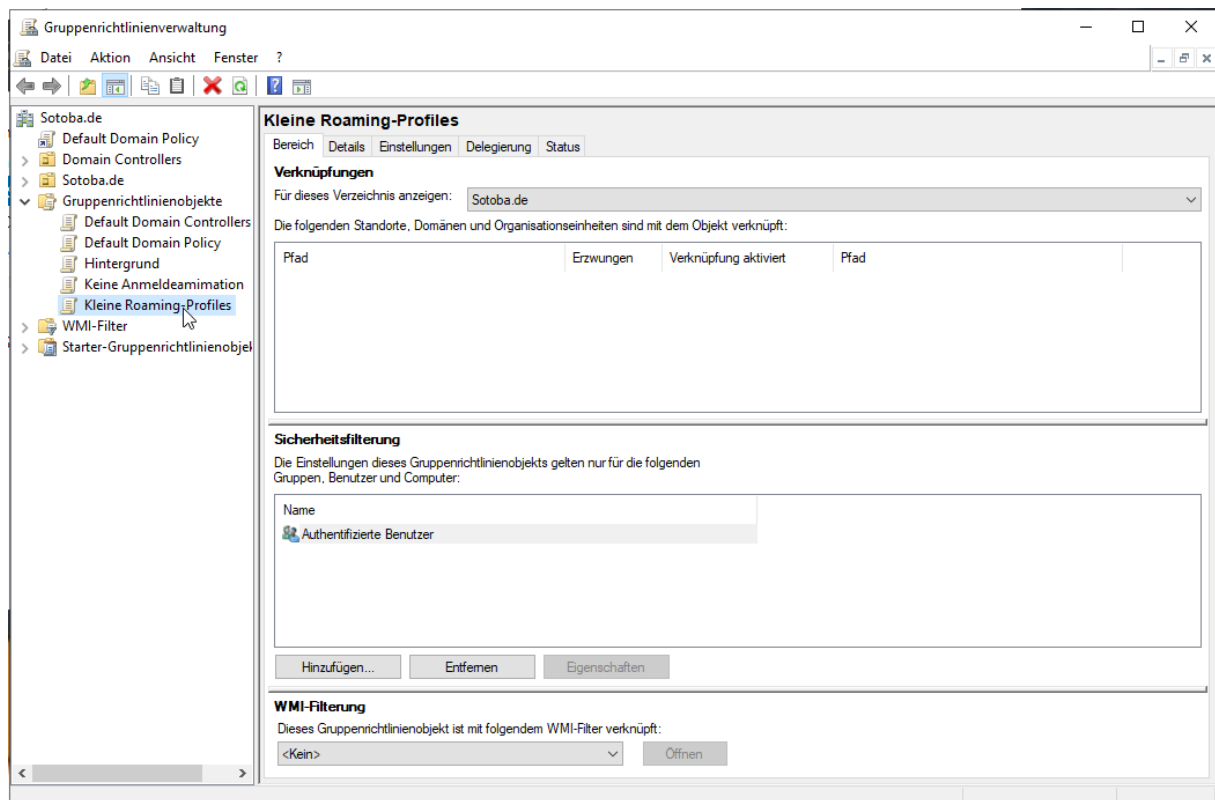 Gruppenrichtlinienverwaltung
Datei Aktion Ansicht Fenster ?
Sotoba.de
Default Domain Policy
Domain Controllers
Sotoba.de
Gruppenrichtlinienobjekte
Default Domain Controllers
Default Domain Policy
Hintergrund
Keine Anmeldeamimation
Kleine Roaming-Profiles
WMI-Filter
Starter-Gruppenrichtlinienobjek
Kleine Roaming-Profiles
Bereich Details Einstellungen Delegierung Status
Verknüpfungen
Für dieses Verzeichnis anzeigen: Sotoba.de
Die folgenden Standorte, Domänen und Organisationseinheiten sind mit dem Objekt verknüpft:
Pfad Erzwungen Verknüpfung aktiviert Pfad
Sicherheitsfilterung
Die Einstellungen dieses Gruppenrichtlinienobjekts gelten nur für die folgenden
Gruppen, Benutzer und Computer:
Name
Authentifizierte Benutzer
Hinzufügen... Entfernen Eigenschaften
WMI-Filterung
Dieses Gruppenrichtlinienobjekt ist mit folgendem WMI-Filter verknüpft:
<Kein> Öffnen